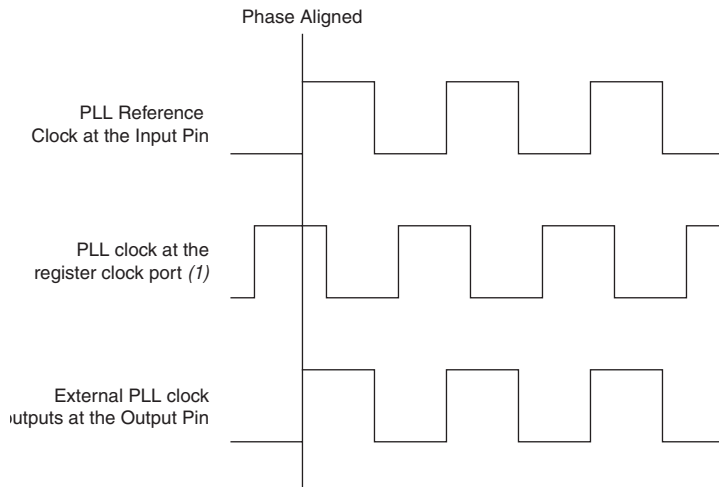 Phase Aligned
PLL Reference
Clock at the Input Pin
PLL clock at the
register clock port (1)
External PLL clock
utputs at the Output Pin